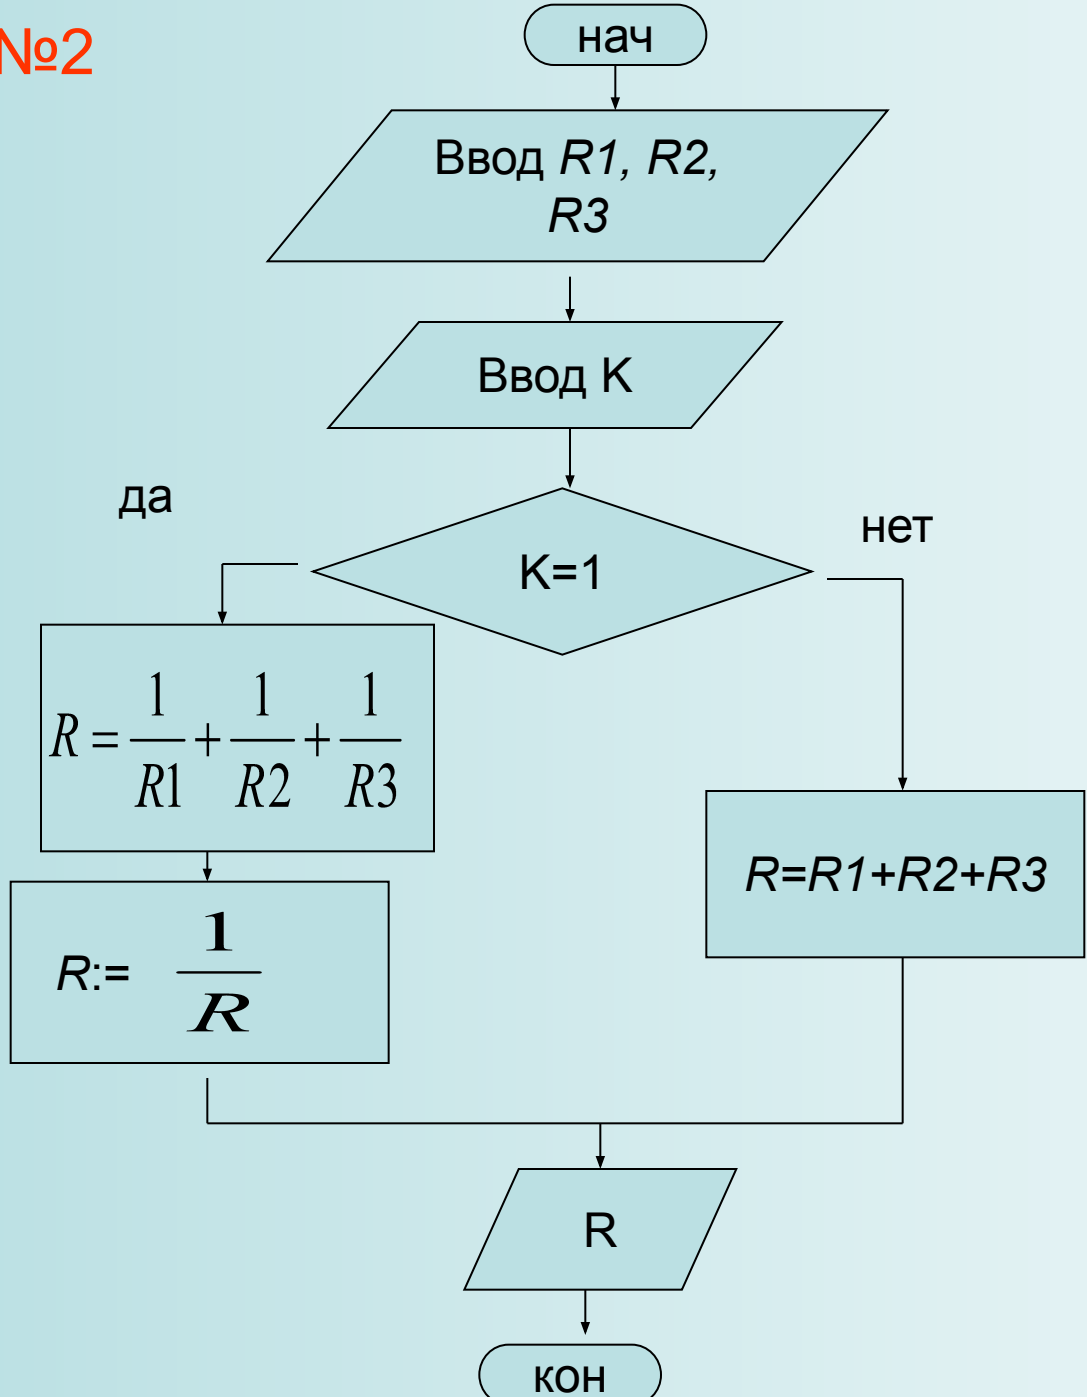 №2
нач
Ввод R1, R2,
R3
Ввод K
да
нет
K=1
R = 1/R1 + 1/R2 + 1/R3
R:= 1/R
R=R1+R2+R3
R
кон